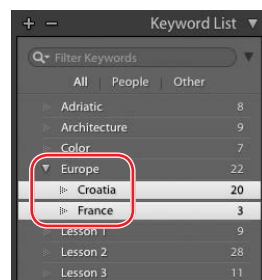 + − Keyword List ▼
Filter Keywords
All People Other
Adriatic 8
Architecture 9
Color 7
Europe 22
Croatia 20
France 3
Lesson 1 9
Lesson 2 28
Lesson 3 11